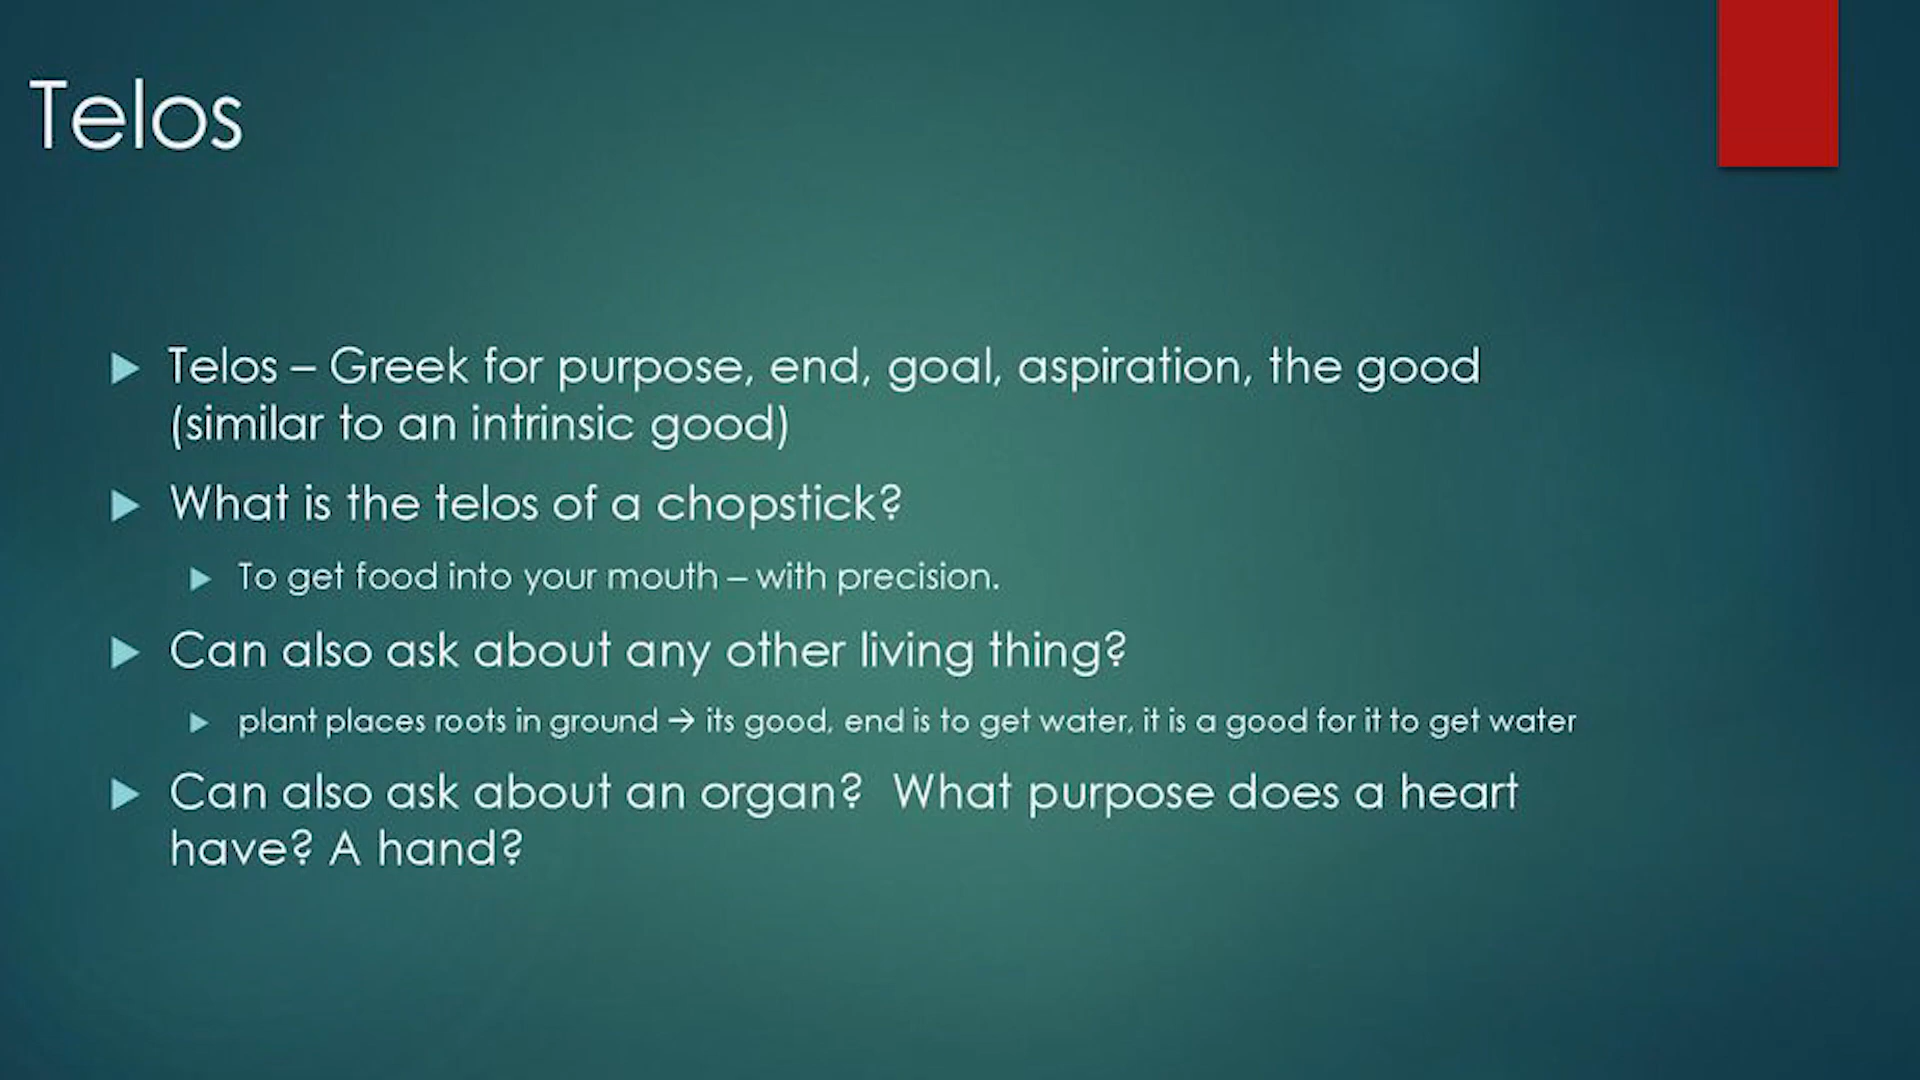 Telos
Telos – Greek for purpose, end, goal, aspiration, the good
(similar to an intrinsic good)
What is the telos of a chopstick?
To get food into your mouth – with precision.
Can also ask about any other living thing?
plant places roots in ground → its good, end is to get water, it is a good for it to get water
Can also ask about an organ?  What purpose does a heart
have? A hand?